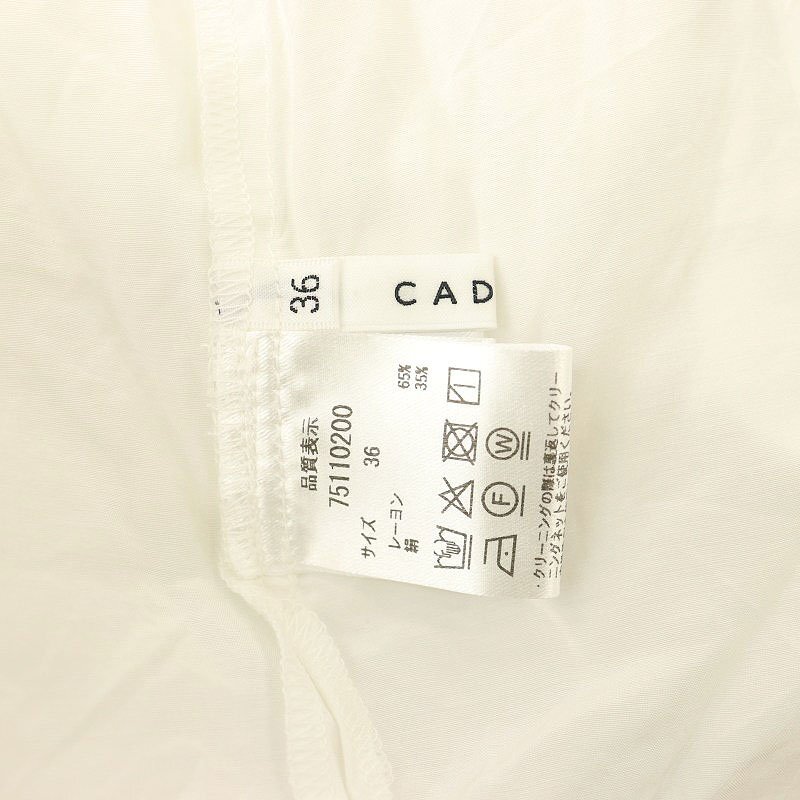 36
CAD
品質表示
75110200
サイズ 36
レーヨン 65%
絹 35%
F
W
・クリーニングの際は裏返してクリー
ニングネットをご使用ください。